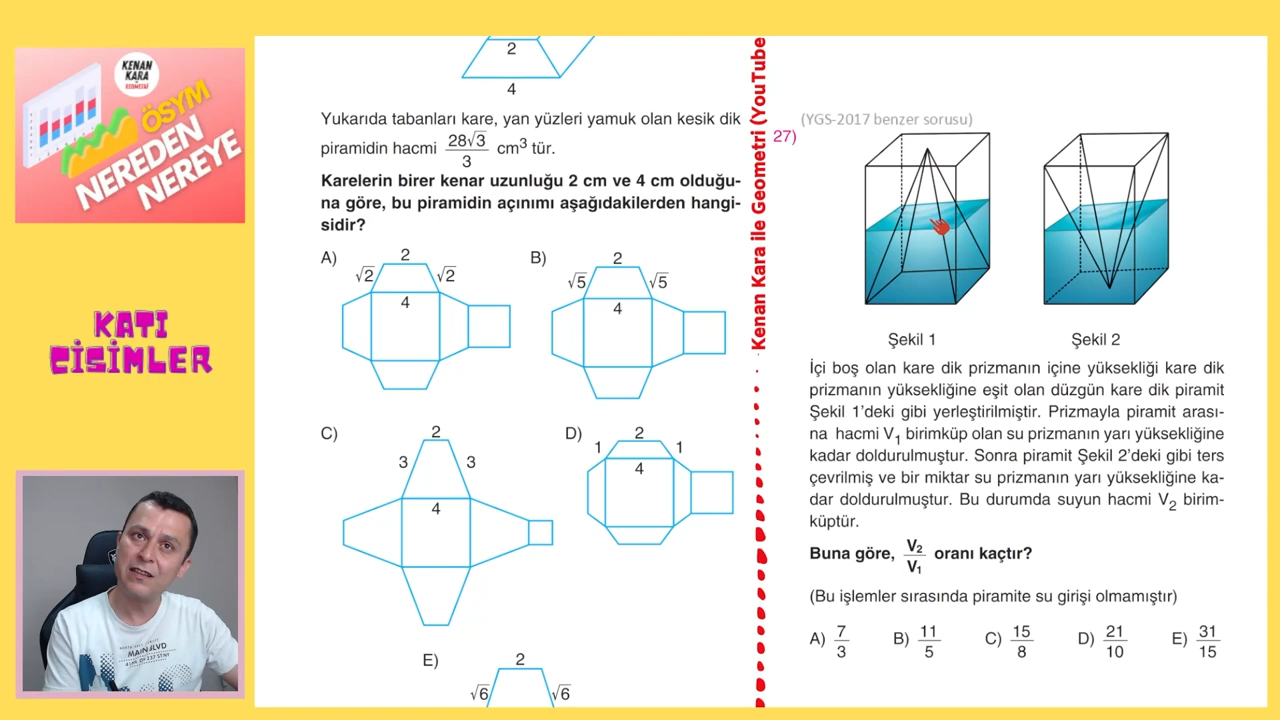 KENAN
KARA
ile
GEOMETRİ
ÖSYM
NEREDEN
NEREYE
KATI
CİSİMLER
MAIN BLVD
2
4
Yukarıda tabanları kare, yan yüzleri yamuk olan kesik dik
piramidin hacmi 28√3/3 cm³ tür.
Karelerin birer kenar uzunluğu 2 cm ve 4 cm olduğu-
na göre, bu piramidin açınımı aşağıdakilerden hangi-
sidir?
A)
2
√2
√2
4
B)
2
√5
√5
4
C)
2
3
3
4
D)
2
1
1
4
E)
2
√6
√6
Kenan Kara ile Geometri (YouTube
(YGS-2017 benzer sorusu)
27)
Şekil 1
Şekil 2
İçi boş olan kare dik prizmanın içine yüksekliği kare dik
prizmanın yüksekliğine eşit olan düzgün kare dik piramit
Şekil 1'deki gibi yerleştirilmiştir. Prizmayla piramit arası-
na hacmi V₁ birimküp olan su prizmanın yarı yüksekliğine
kadar doldurulmuştur. Sonra piramit Şekil 2'deki gibi ters
çevrilmiş ve bir miktar su prizmanın yarı yüksekliğine ka-
dar doldurulmuştur. Bu durumda suyun hacmi V₂ birim-
küptür.
Buna göre, V₂/V₁ oranı kaçtır?
(Bu işlemler sırasında piramite su girişi olmamıştır)
A) 7/3 B) 11/5 C) 15/8 D) 21/10 E) 31/15